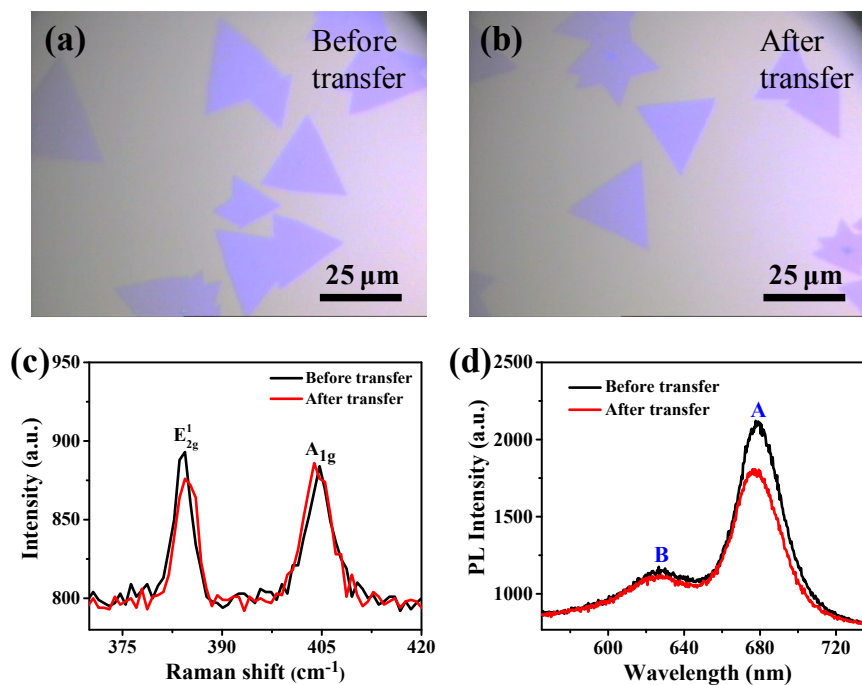 (a)
Before
transfer
25 µm
(b)
After
transfer
25 µm
(c)
950
900
850
800
Intensity (a.u.)
Before transfer
After transfer
E¹2g
A1g
375
390
405
420
Raman shift (cm⁻¹)
(d)
2500
2000
1500
1000
PL Intensity (a.u.)
Before transfer
After transfer
A
B
600
640
680
720
Wavelength (nm)